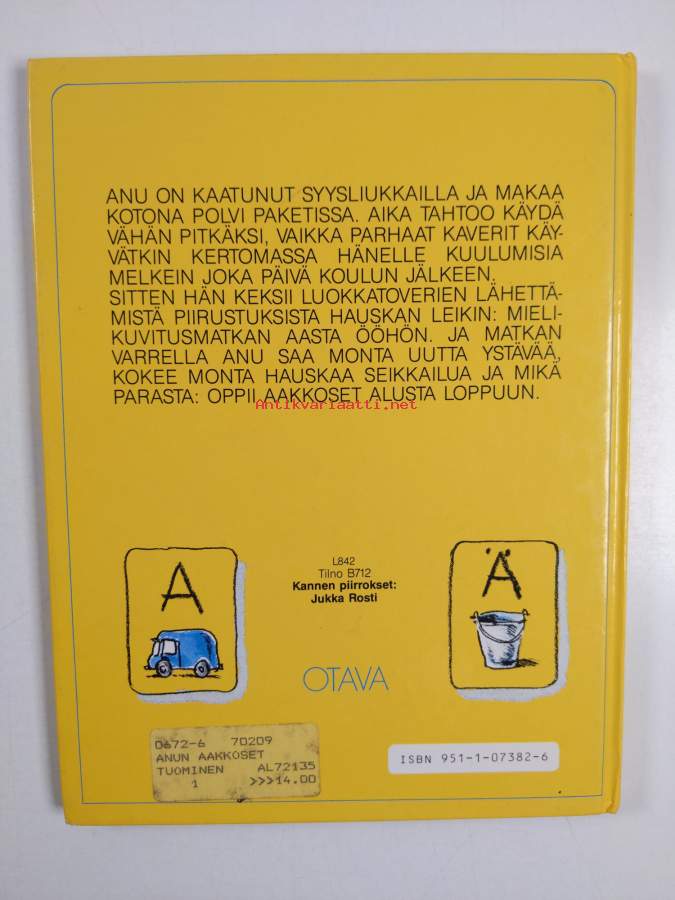 ANU ON KAATUNUT SYYSLIUKKAILLA JA MAKAA
KOTONA POLVI PAKETISSA. AIKA TAHTOO KÄYDÄ
VÄHÄN PITKÄKSI, VAIKKA PARHAAT KAVERIT KÄY-
VÄTKIN KERTOMASSA HÄNELLE KUULUMISIA
MELKEIN JOKA PÄIVÄ KOULUN JÄLKEEN.
SITTEN HÄN KEKSII LUOKKATOVERIEN LÄHETTÄ-
MISTÄ PIIRUSTUKSISTA HAUSKAN LEIKIN: MIELI-
KUVITUSMATKAN AASTA ÖÖHÖN. JA MATKAN
VARRELLA ANU SAA MONTA UUTTA YSTÄVÄÄ,
KOKEE MONTA HAUSKAA SEIKKAILUA JA MIKÄ
PARASTA: OPPII AAKKOSET ALUSTA LOPPUUN.
Antikvariaatti.net
A
L842
Tilno B712
Kannen piirrokset:
Jukka Rosti
Ä
OTAVA
0672-6 70209
ANUN AAKKOSET
TUOMINEN AL72135
1 >>>14.00
ISBN 951-1-07382-6